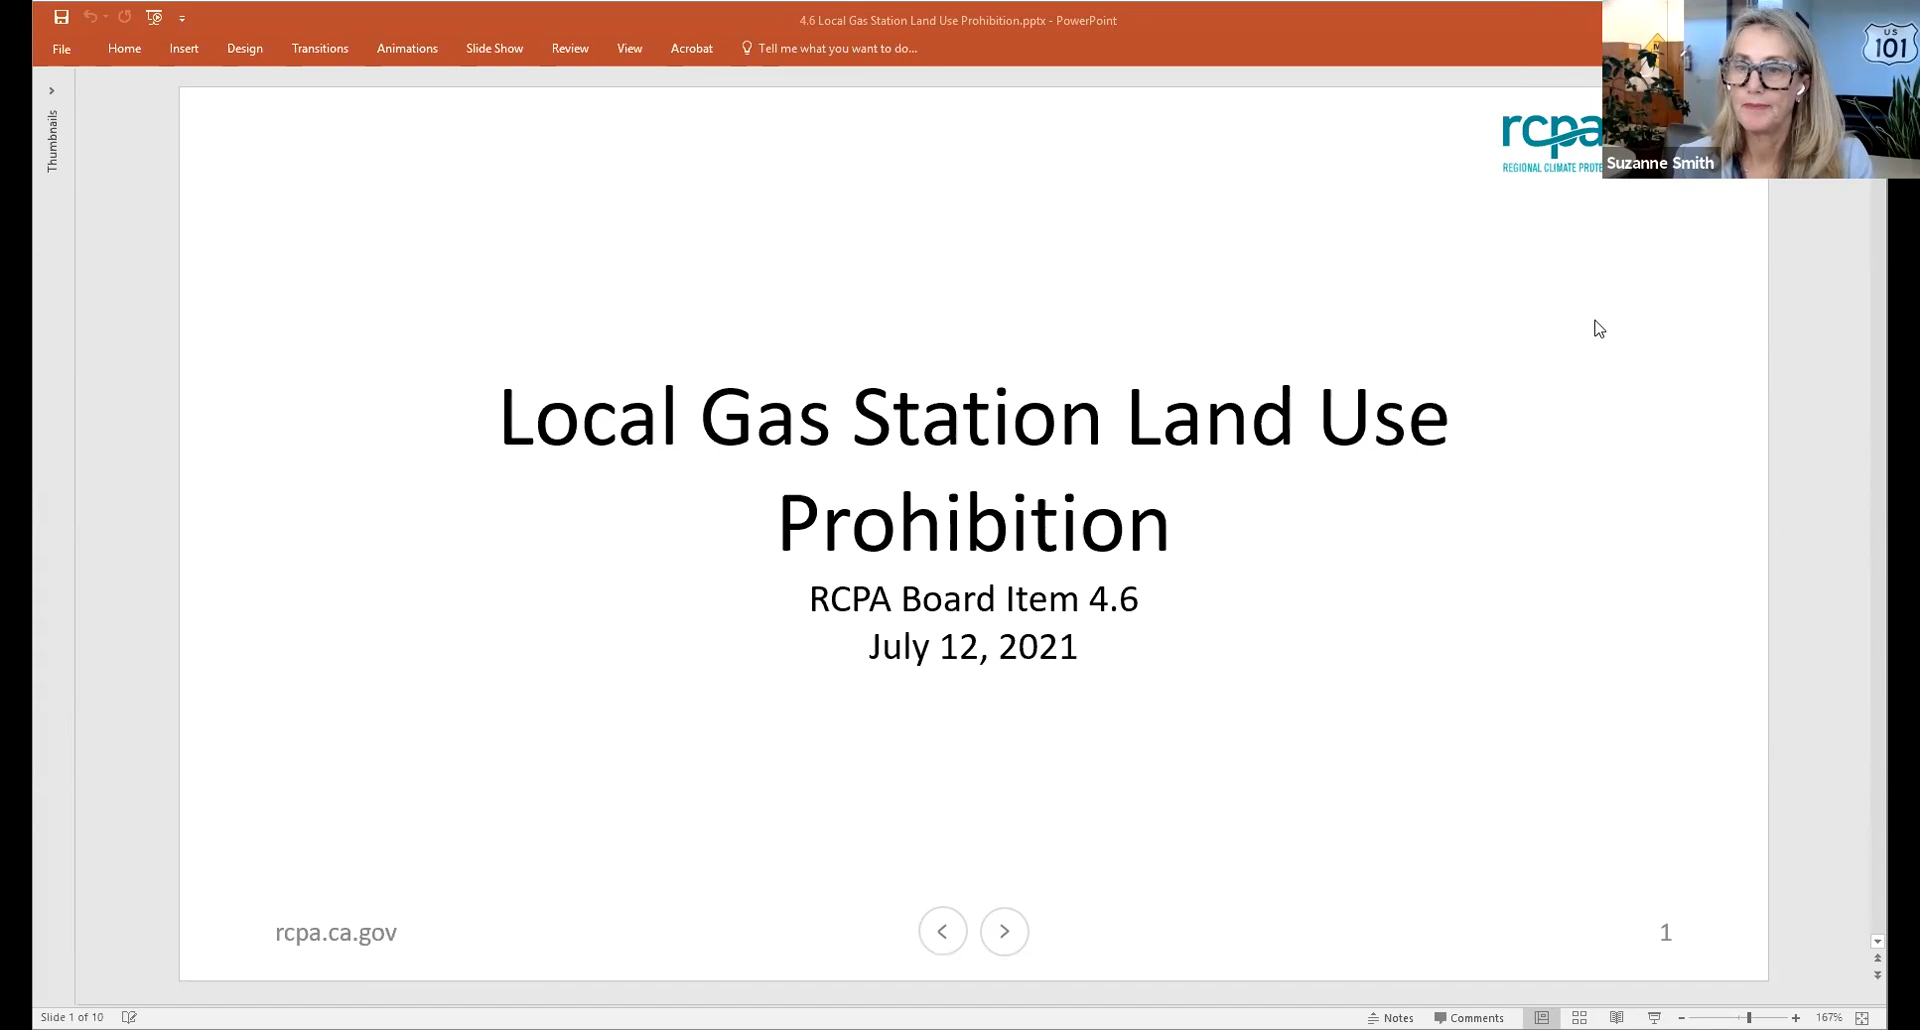 4.6 Local Gas Station Land Use Prohibition.pptx - PowerPoint
File Home Insert Design Transitions Animations Slide Show Review View Acrobat Tell me what you want to do...
US
101
Suzanne Smith
Thumbnails
rcpa
REGIONAL CLIMATE
Local Gas Station Land Use
Prohibition
RCPA Board Item 4.6
July 12, 2021
rcpa.ca.gov
1
Slide 1 of 10
Notes Comments 167%